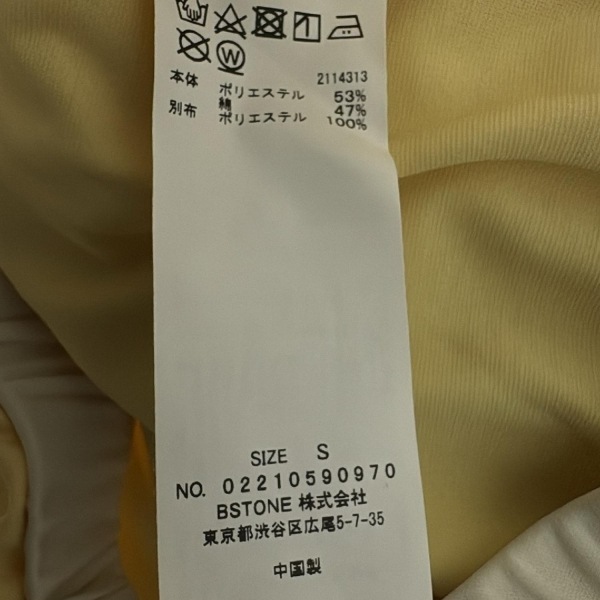 2114313
本体 ポリエステル 53%
綿 47%
別布 ポリエステル 100%
SIZE S
NO. 02210590970
BSTONE 株式会社
東京都渋谷区広尾5-7-35
中国製